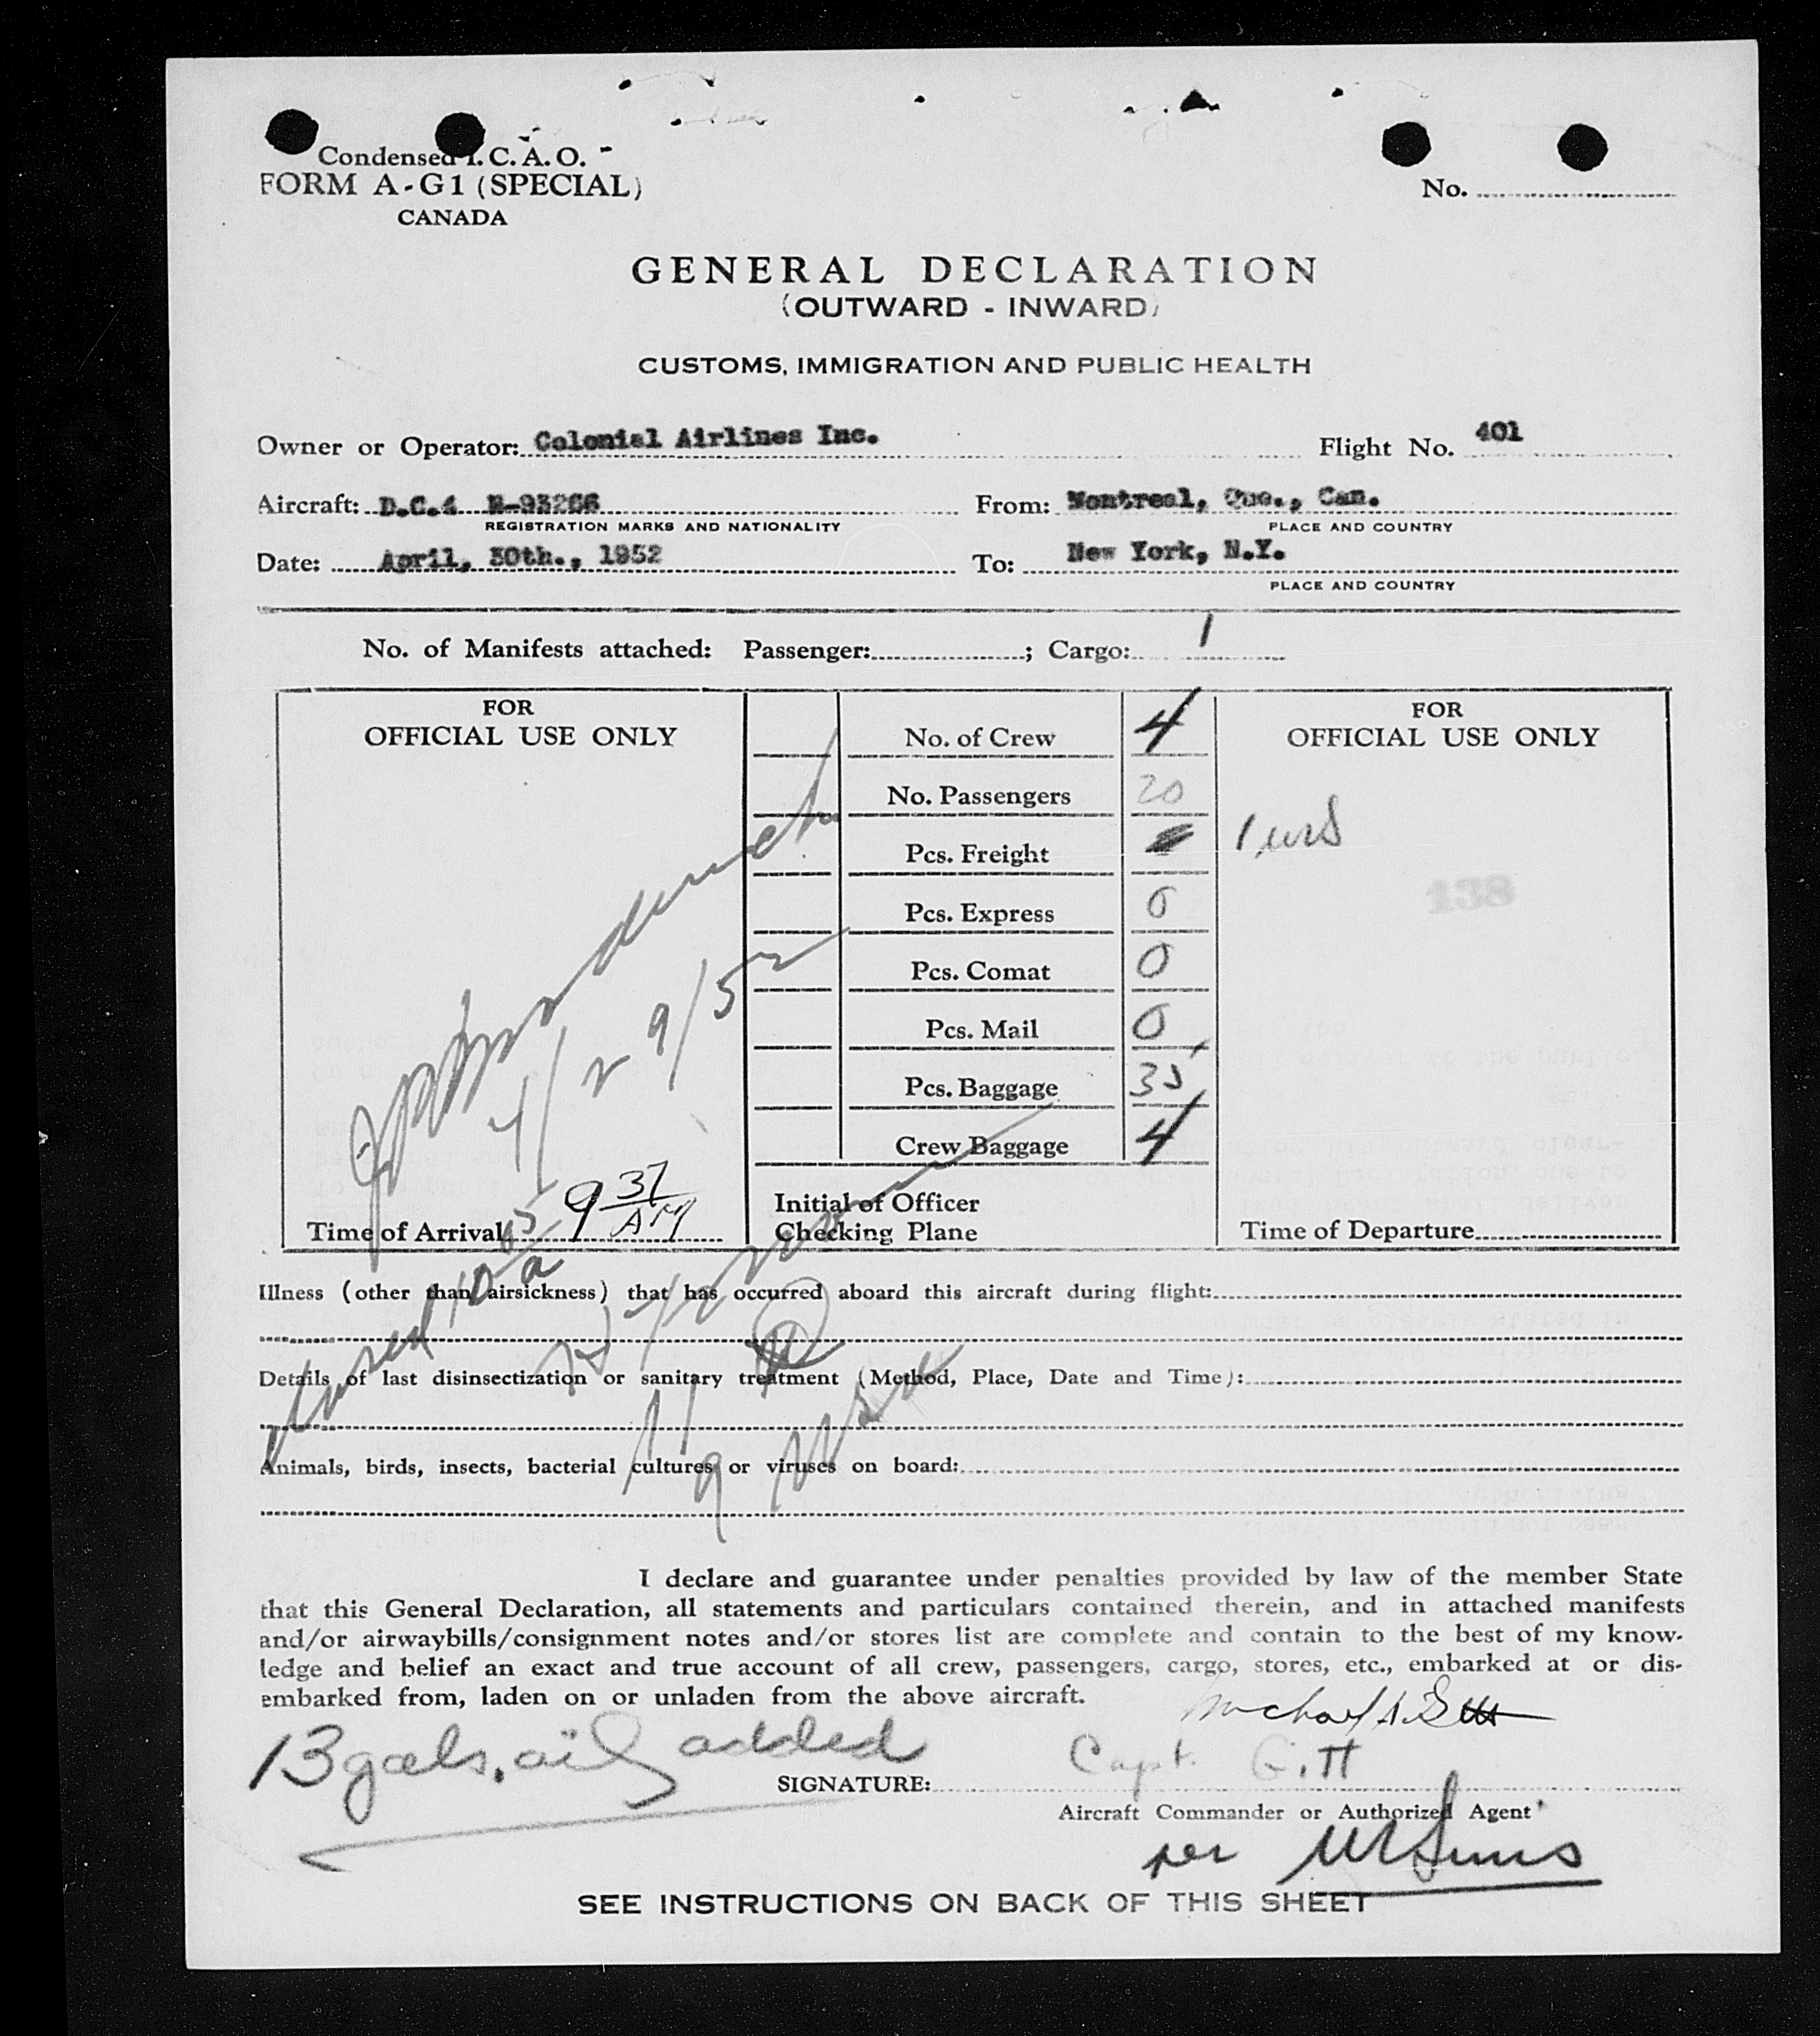 Condensed I. C. A. O.
FORM A-G1 (SPECIAL)
CANADA
No.
GENERAL DECLARATION
(OUTWARD - INWARD)
CUSTOMS, IMMIGRATION AND PUBLIC HEALTH
Owner or Operator: Colonial Airlines Inc. Flight No. 401
Aircraft: D.C.4 N-93266 From: Montreal, Que., Can.
REGISTRATION MARKS AND NATIONALITY PLACE AND COUNTRY
Date: April, 30th., 1952 To: New York, N.Y.
PLACE AND COUNTRY
No. of Manifests attached: Passenger: ; Cargo: 1
FOR
OFFICIAL USE ONLY
No. of Crew 4
No. Passengers 20
Pcs. Freight
Pcs. Express 0
Pcs. Comat 0
Pcs. Mail 0
Pcs. Baggage 35
Crew Baggage 4
FOR
OFFICIAL USE ONLY
138
4/29/52
Time of Arrival 9 37 AM
Initial of Officer
Checking Plane
Time of Departure
Illness (other than airsickness) that has occurred aboard this aircraft during flight:
Details of last disinsectization or sanitary treatment (Method, Place, Date and Time):
Animals, birds, insects, bacterial cultures or viruses on board:
I declare and guarantee under penalties provided by law of the member State
that this General Declaration, all statements and particulars contained therein, and in attached manifests
and/or airwaybills/consignment notes and/or stores list are complete and contain to the best of my know-
ledge and belief an exact and true account of all crew, passengers, cargo, stores, etc., embarked at or dis-
embarked from, laden on or unladen from the above aircraft.
13 gals. oil added
Michael A. Gitt
SIGNATURE: Capt. Gitt
Aircraft Commander or Authorized Agent
per
SEE INSTRUCTIONS ON BACK OF THIS SHEET